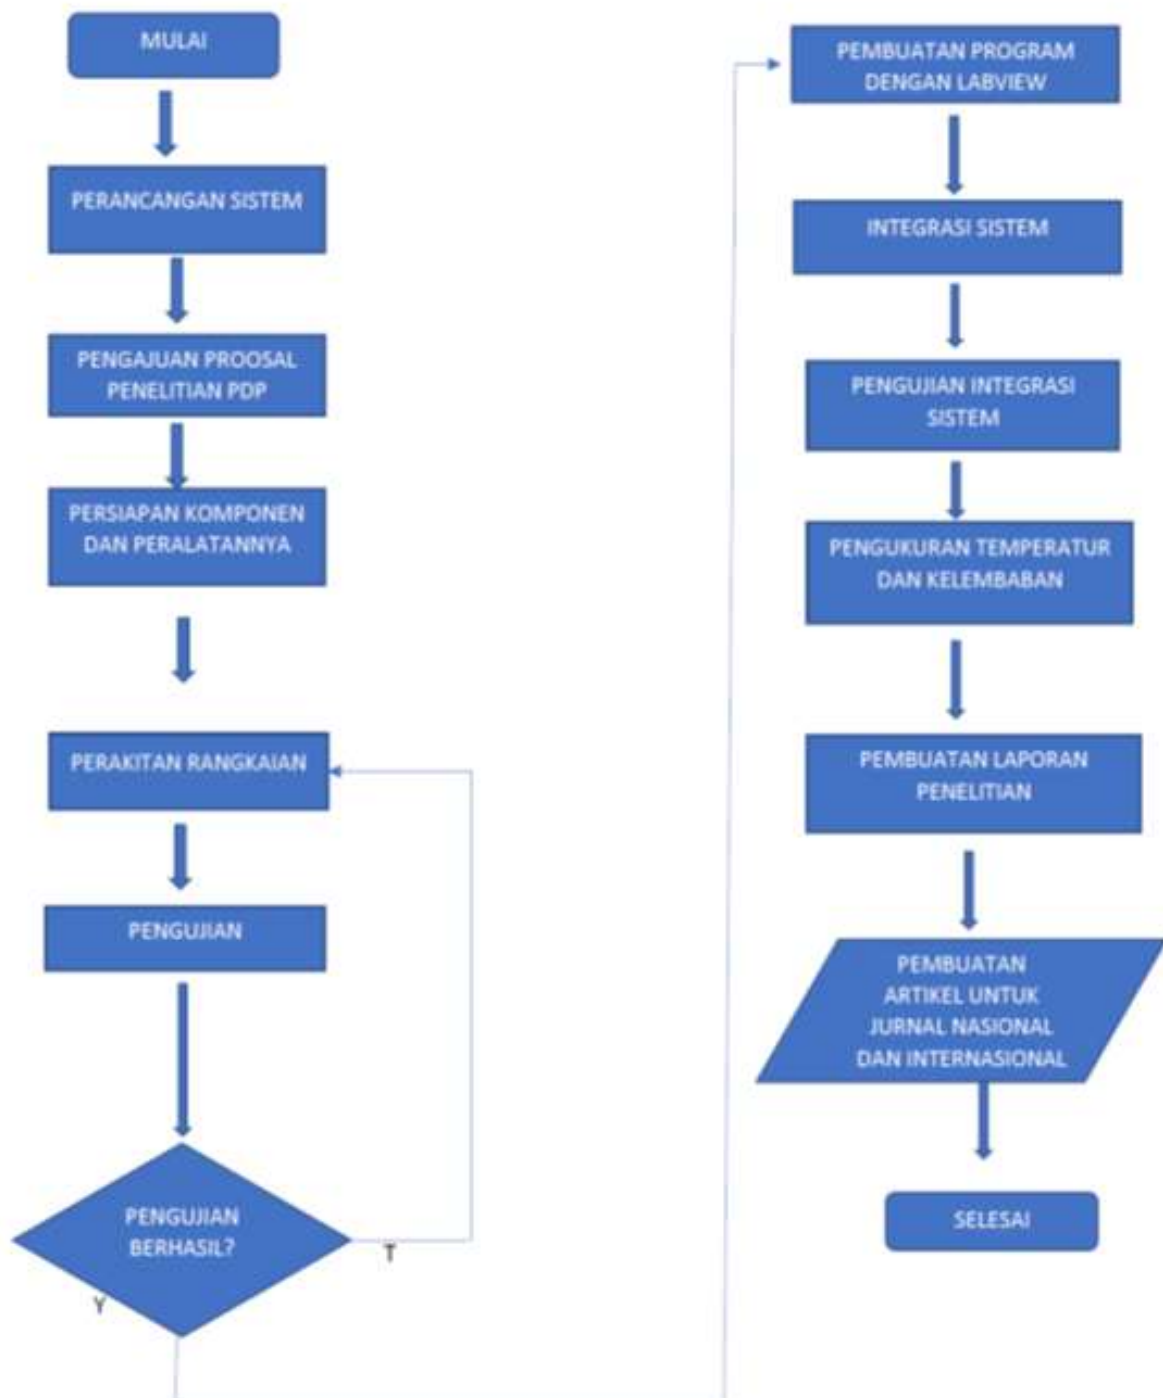 MULAI
PERANCANGAN SISTEM
PENGAJUAN PROOSAL
PENELITIAN PDP
PERSIAPAN KOMPONEN
DAN PERALATANNYA
PERAKITAN RANGKAIAN
PENGUJIAN
PENGUJIAN
BERHASIL?
T
Y
PEMBUATAN PROGRAM
DENGAN LABVIEW
INTEGRASI SISTEM
PENGUJIAN INTEGRASI
SISTEM
PENGUKURAN TEMPERATUR
DAN KELEMBABAN
PEMBUATAN LAPORAN
PENELITIAN
PEMBUATAN
ARTIKEL UNTUK
JURNAL NASIONAL
DAN INTERNASIONAL
SELESAI